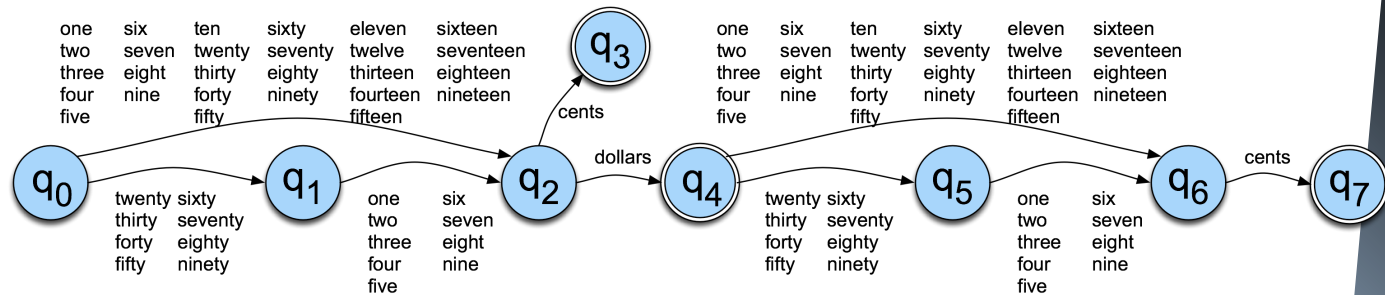 one six ten sixty eleven sixteen
two seven twenty seventy twelve seventeen
three eight thirty eighty thirteen eighteen
four nine forty ninety fourteen nineteen
five fifty fifteen
q3
cents
one six ten sixty eleven sixteen
two seven twenty seventy twelve seventeen
three eight thirty eighty thirteen eighteen
four nine forty ninety fourteen nineteen
five fifty fifteen
q0
q1
q2
dollars
q4
q5
q6
cents
q7
twenty sixty
thirty seventy
forty eighty
fifty ninety
one six
two seven
three eight
four nine
five
twenty sixty
thirty seventy
forty eighty
fifty ninety
one six
two seven
three eight
four nine
five